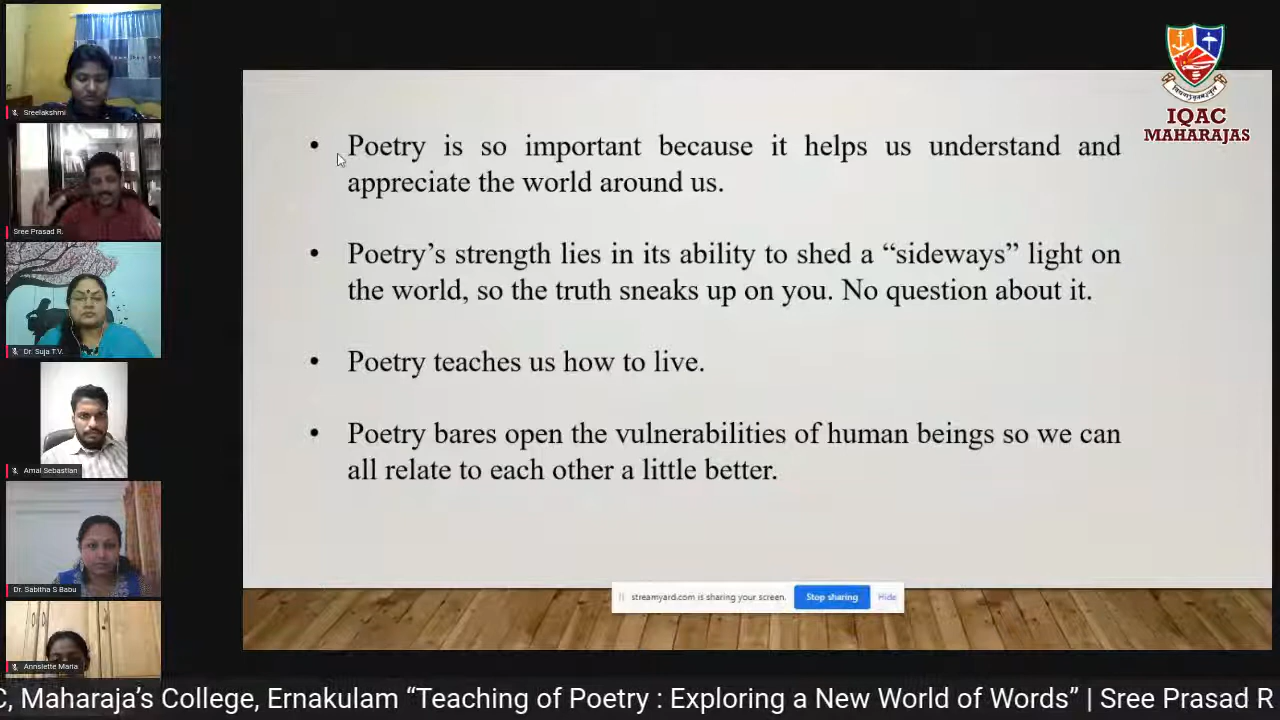 Sreelakshmi
Sree Prasad R.
Dr. Suja T.V.
Amal Sebastian
Dr. Sabitha S Babu
Annsiette Maria
IQAC
MAHARAJAS
• Poetry is so important because it helps us understand and
appreciate the world around us.
• Poetry’s strength lies in its ability to shed a “sideways” light on
the world, so the truth sneaks up on you. No question about it.
• Poetry teaches us how to live.
• Poetry bares open the vulnerabilities of human beings so we can
all relate to each other a little better.
streamyard.com is sharing your screen. Stop sharing Hide
C, Maharaja’s College, Ernakulam “Teaching of Poetry : Exploring a New World of Words” | Sree Prasad R